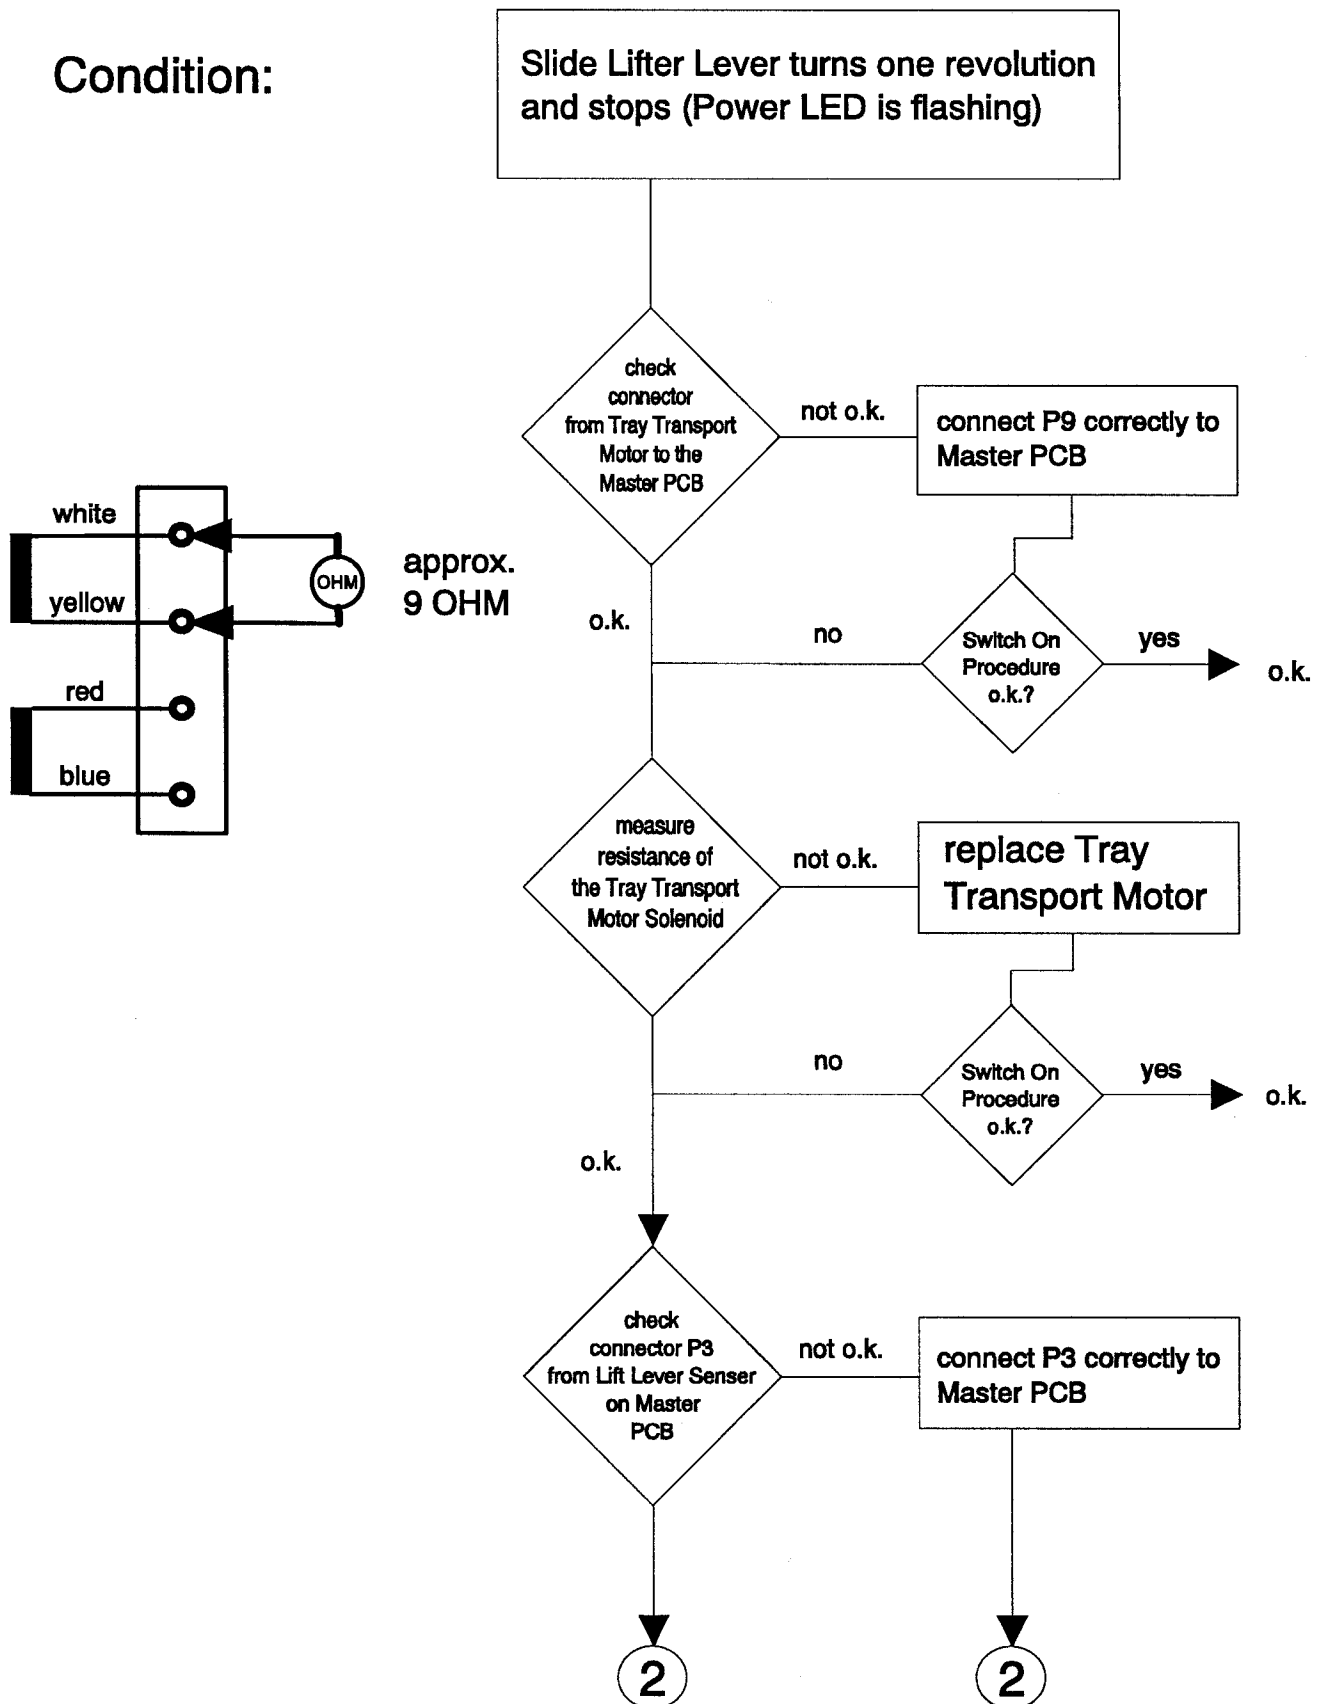 Condition:
Slide Lifter Lever turns one revolution
and stops (Power LED is flashing)
check
connector
from Tray Transport
Motor to the
Master PCB
not o.k.
connect P9 correctly to
Master PCB
white
yellow
red
blue
OHM
approx.
9 OHM
o.k.
no
Switch On
Procedure
o.k.?
yes
o.k.
measure
resistance of
the Tray Transport
Motor Solenoid
not o.k.
replace Tray
Transport Motor
no
Switch On
Procedure
o.k.?
yes
o.k.
o.k.
check
connector P3
from Lift Lever Senser
on Master
PCB
not o.k.
connect P3 correctly to
Master PCB
2
2